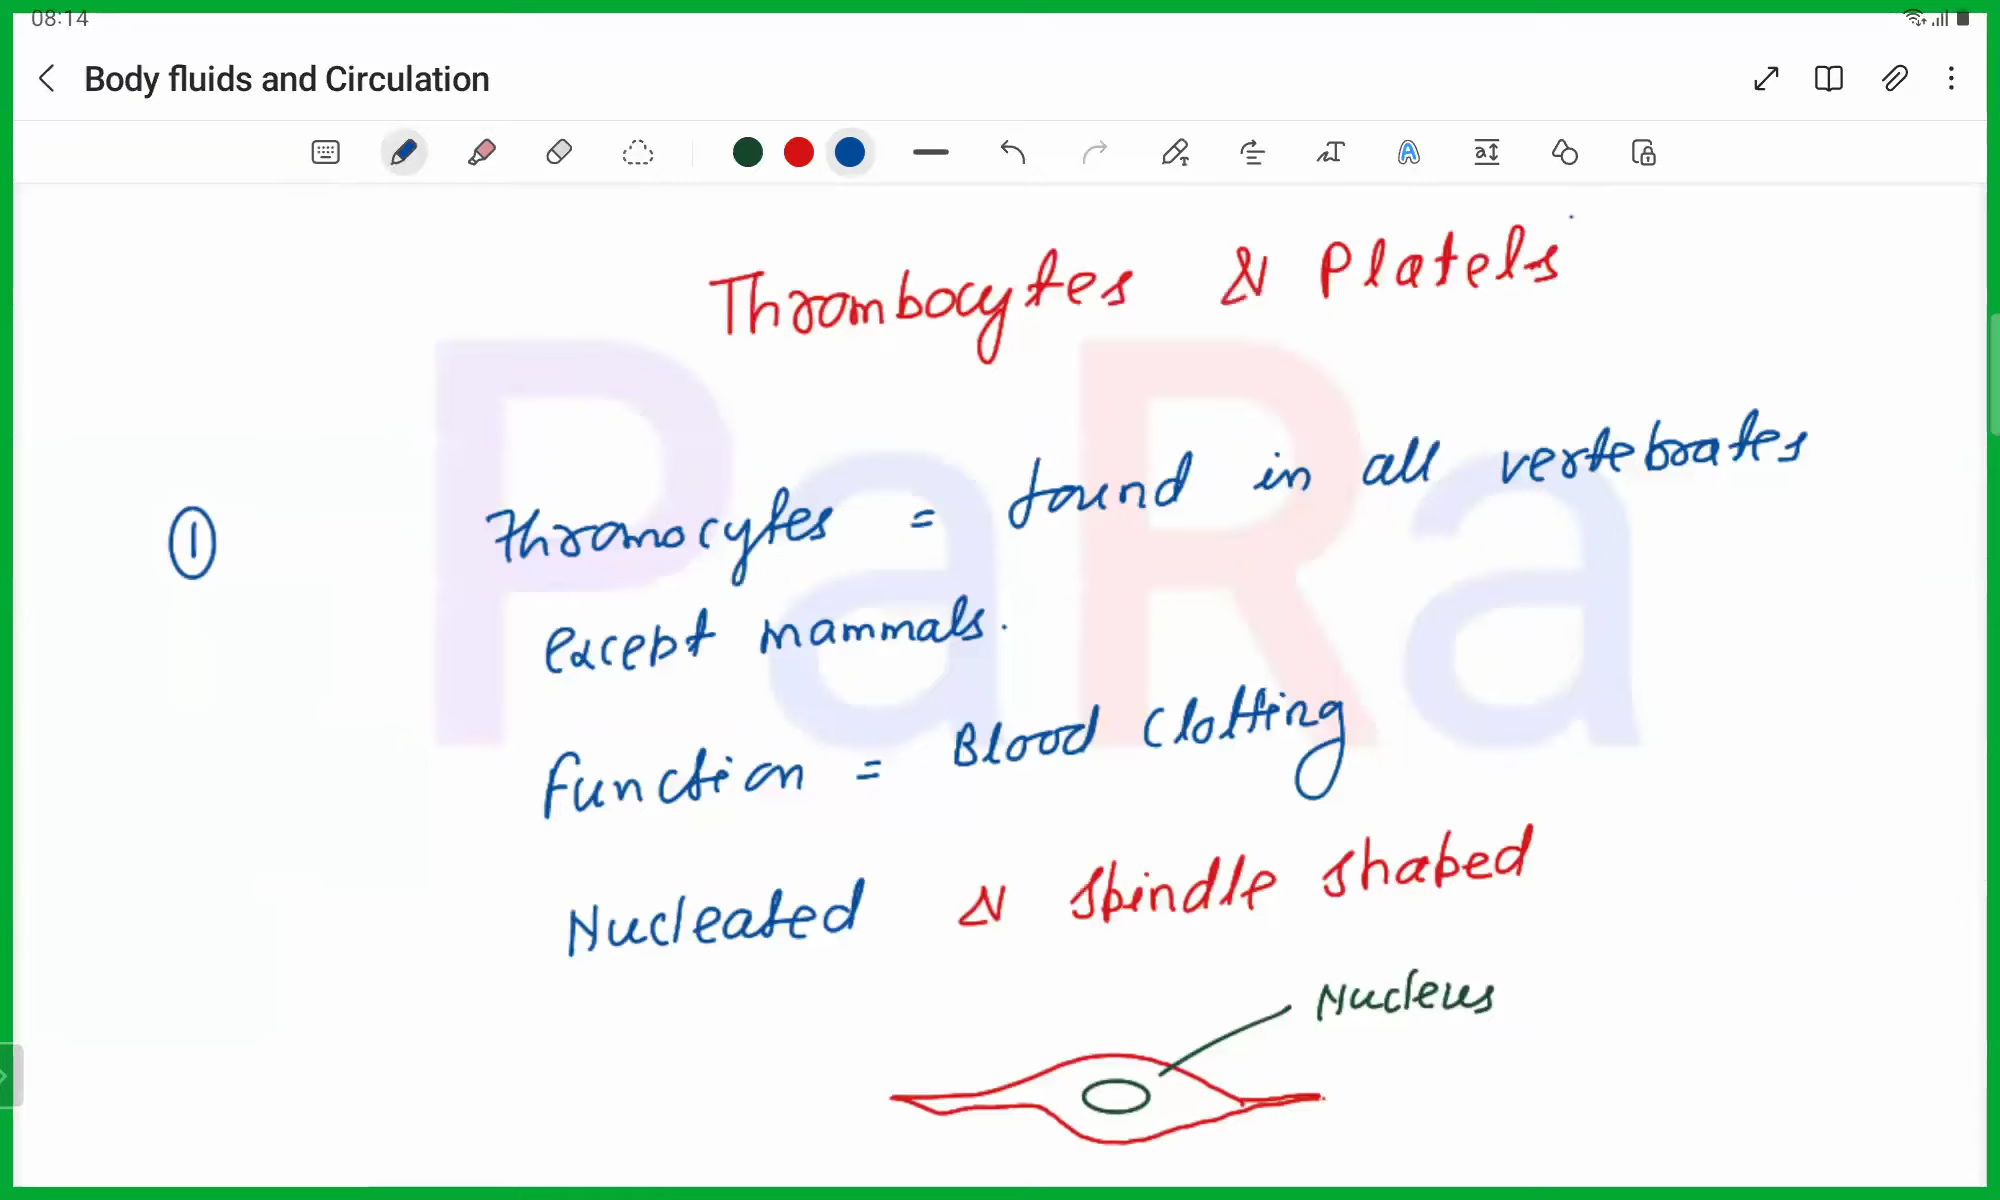 08:14
Body fluids and Circulation
Thrombocytes & Platels
① Thromocytes = found in all vertebrates
except mammals.
function = Blood Clotting
Nucleated & spindle shaped
Nucleus
PaRa